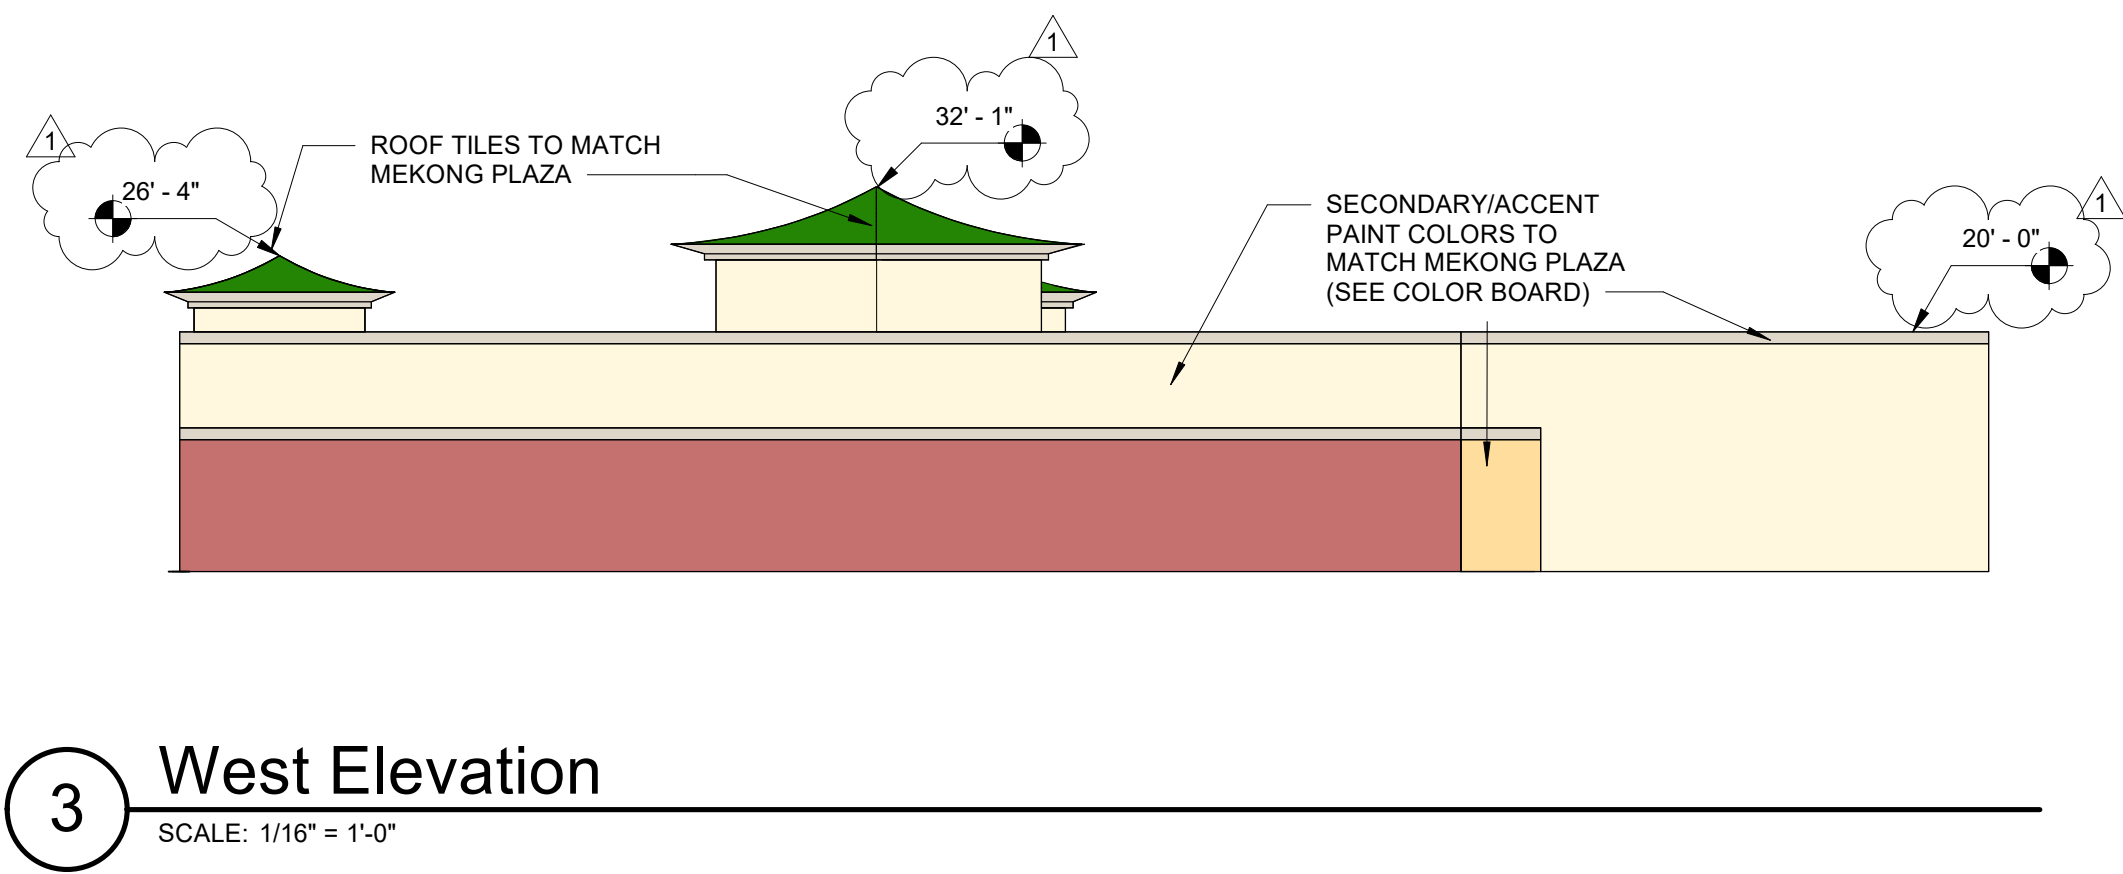 1
32' - 1"
1
26' - 4"
ROOF TILES TO MATCH
MEKONG PLAZA
SECONDARY/ACCENT
PAINT COLORS TO
MATCH MEKONG PLAZA
(SEE COLOR BOARD)
1
20' - 0"
3
West Elevation
SCALE: 1/16" = 1'-0"